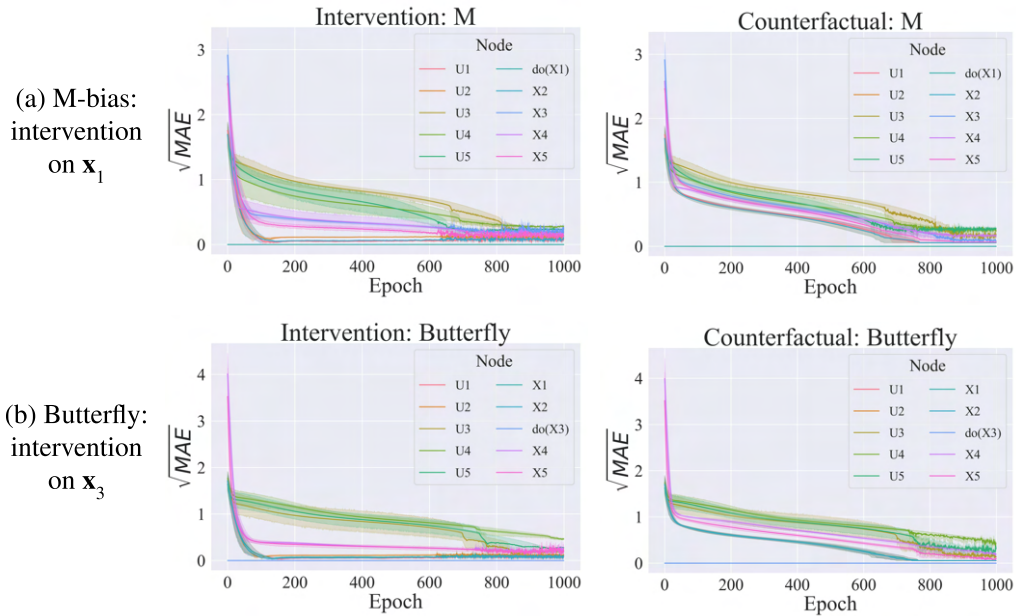 Intervention: M
Counterfactual: M
(a) M-bias:
intervention
on x1
√MAE
3
2
1
0
Node
U1 do(X1)
U2 X2
U3 X3
U4 X4
U5 X5
0 200 400 600 800 1000
Epoch
√MAE
3
2
1
0
Node
U1 do(X1)
U2 X2
U3 X3
U4 X4
U5 X5
0 200 400 600 800 1000
Epoch
Intervention: Butterfly
Counterfactual: Butterfly
(b) Butterfly:
intervention
on x3
√MAE
4
3
2
1
0
Node
U1 X1
U2 X2
U3 do(X3)
U4 X4
U5 X5
0 200 400 600 800 1000
Epoch
√MAE
4
3
2
1
0
Node
U1 X1
U2 X2
U3 do(X3)
U4 X4
U5 X5
0 200 400 600 800 1000
Epoch